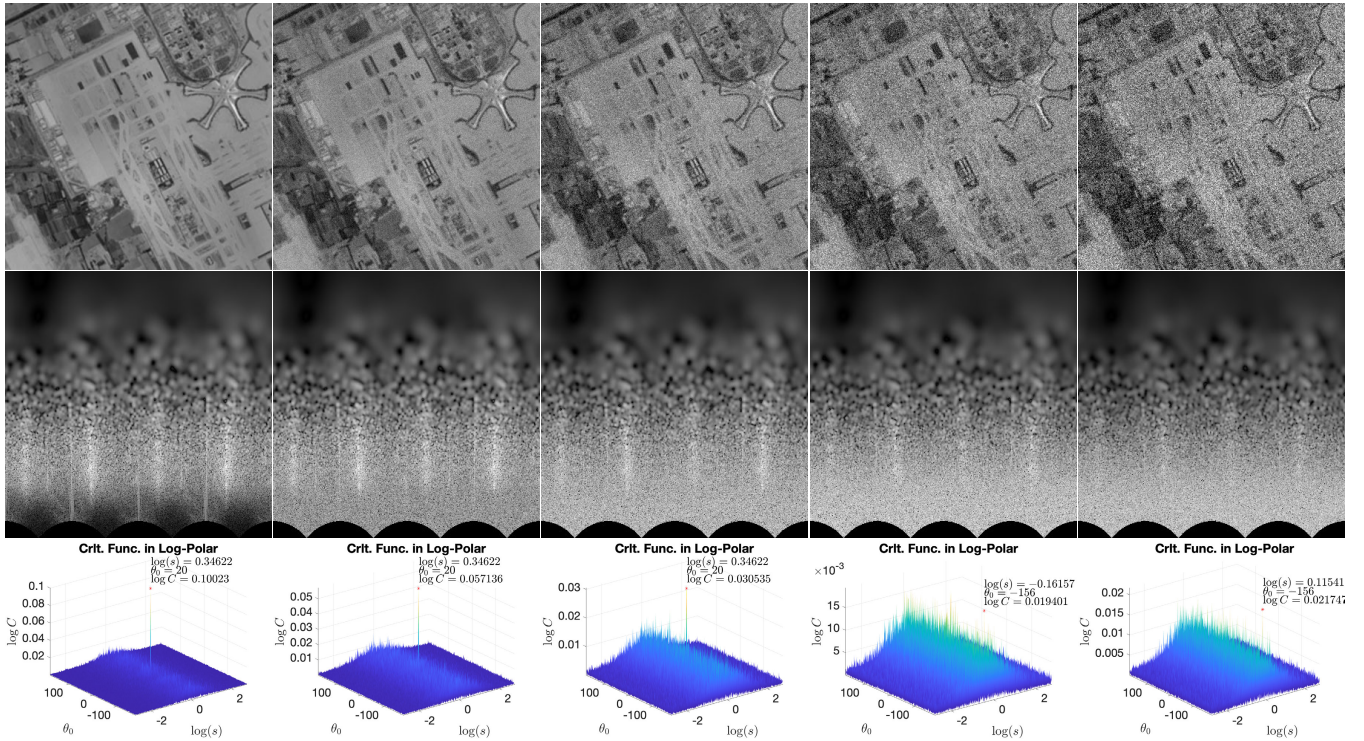 Crlt. Func. in Log-Polar
log(s) = 0.34622
θ₀ = 20
log C = 0.10023
0.1
0.08
0.06
0.04
0.02
log C
100
0
-100
θ₀
-2
0
2
log(s)
Crlt. Func. in Log-Polar
log(s) = 0.34622
θ₀ = 20
log C = 0.057136
0.05
0.04
0.03
0.02
0.01
log C
100
0
-100
θ₀
-2
0
2
log(s)
Crlt. Func. in Log-Polar
log(s) = 0.34622
θ₀ = 20
log C = 0.030535
0.03
0.02
0.01
log C
100
0
-100
θ₀
-2
0
2
log(s)
Crlt. Func. in Log-Polar
×10⁻³
log(s) = −0.16157
θ₀ = −156
log C = 0.019401
15
10
5
log C
100
0
-100
θ₀
-2
0
2
log(s)
Crlt. Func. in Log-Polar
log(s) = 0.11541
θ₀ = −156
log C = 0.021747
0.02
0.015
0.01
0.005
log C
100
0
-100
θ₀
-2
0
2
log(s)